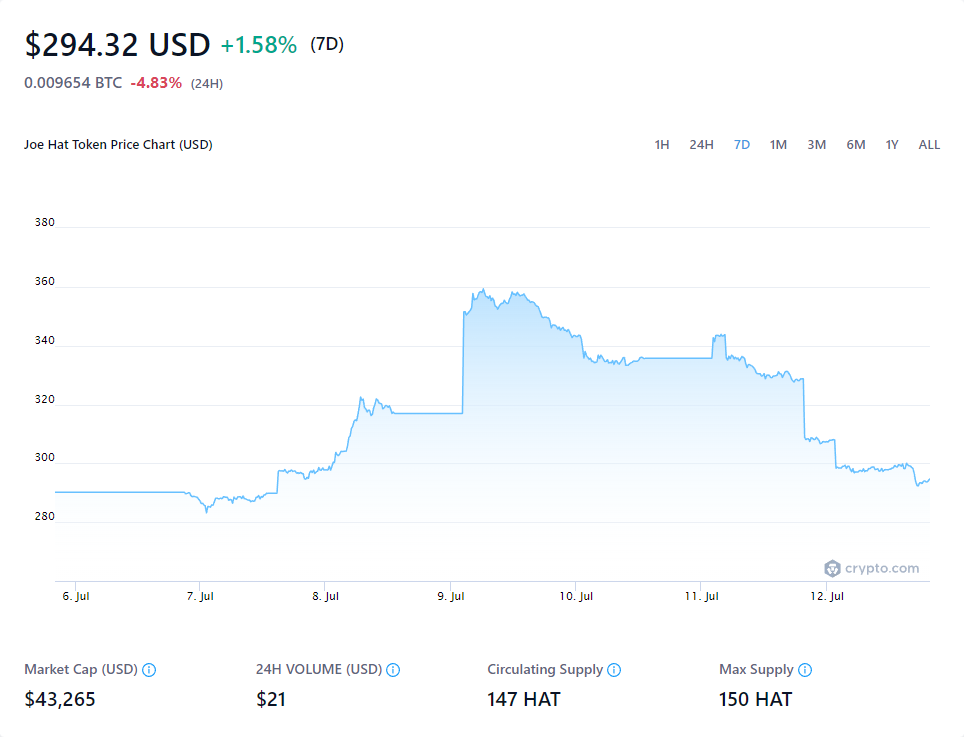 $294.32 USD +1.58% (7D)
0.009654 BTC -4.83% (24H)
Joe Hat Token Price Chart (USD) 1H 24H 7D 1M 3M 6M 1Y ALL
380
360
340
320
300
280
crypto.com
6. Jul 7. Jul 8. Jul 9. Jul 10. Jul 11. Jul 12. Jul
Market Cap (USD) 24H VOLUME (USD) Circulating Supply Max Supply
$43,265 $21 147 HAT 150 HAT